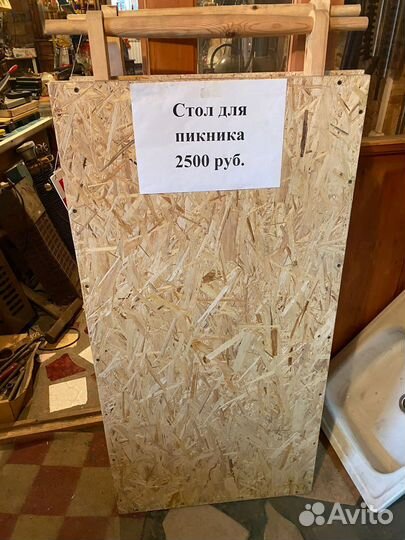 Стол для
пикника
2500 руб.
Avito